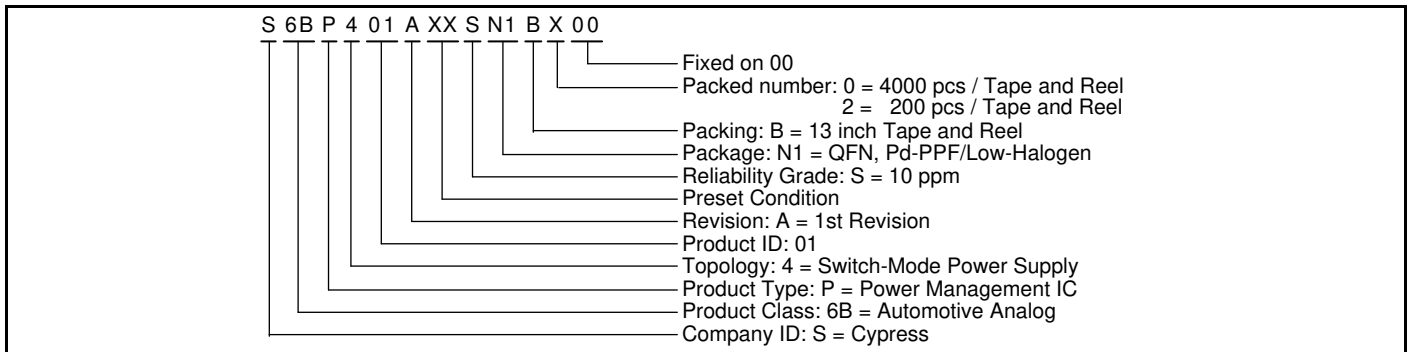 S 6B P 4 01 A XX S N1 B X 00
Fixed on 00
Packed number: 0 = 4000 pcs / Tape and Reel
2 = 200 pcs / Tape and Reel
Packing: B = 13 inch Tape and Reel
Package: N1 = QFN, Pd-PPF/Low-Halogen
Reliability Grade: S = 10 ppm
Preset Condition
Revision: A = 1st Revision
Product ID: 01
Topology: 4 = Switch-Mode Power Supply
Product Type: P = Power Management IC
Product Class: 6B = Automotive Analog
Company ID: S = Cypress